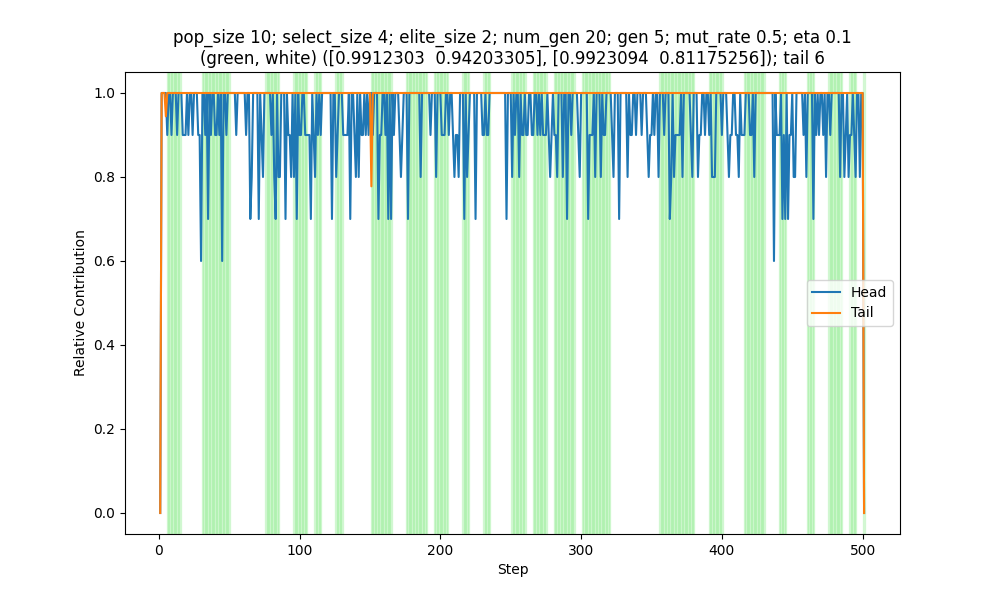 pop_size 10; select_size 4; elite_size 2; num_gen 20; gen 5; mut_rate 0.5; eta 0.1
(green, white) ([0.9912303  0.94203305], [0.9923094  0.81175256]); tail 6
1.0
0.8
0.6
0.4
0.2
0.0
Relative Contribution
Head
Tail
0
100
200
300
400
500
Step